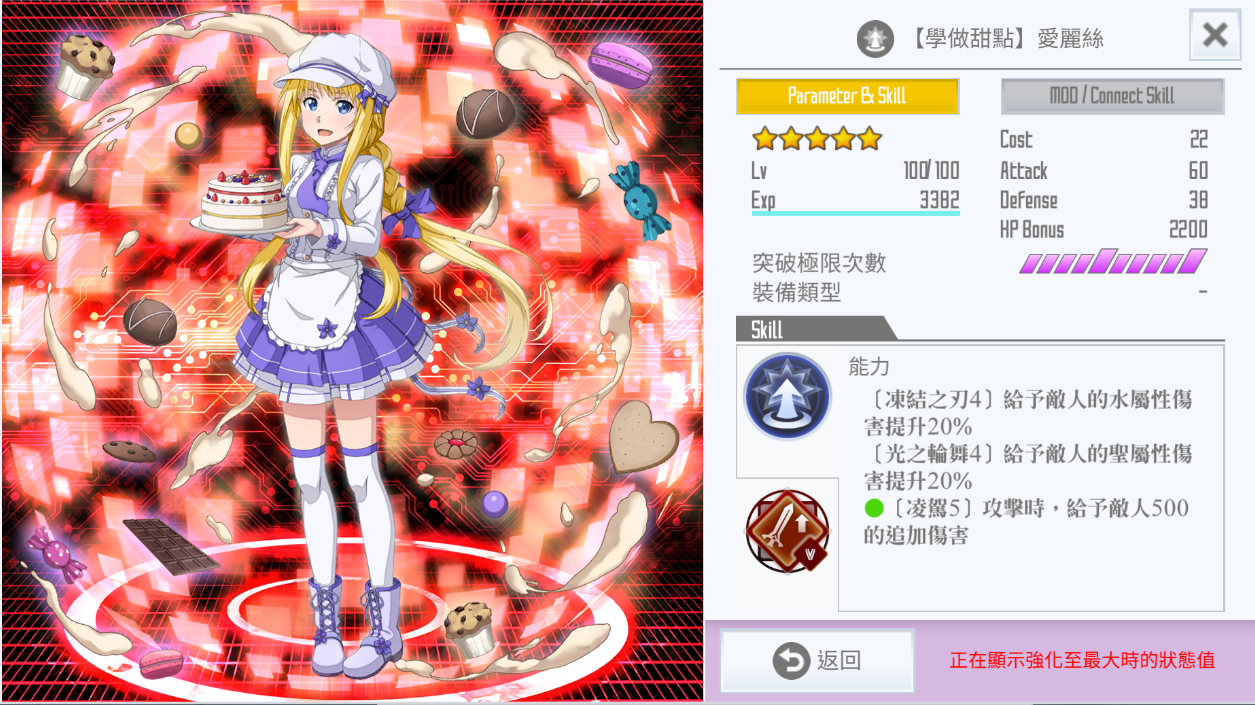 【學做甜點】愛麗絲
Parameter & Skill
MOD / Connect Skill
Lv 100/100
Exp 3382
突破極限次數
裝備類型 -
Cost 22
Attack 60
Defense 38
HP Bonus 2200
Skill
能力
〔凍結之刃4〕給予敵人的水屬性傷
害提升20%
〔光之輪舞4〕給予敵人的聖屬性傷
害提升20%
〔凌駕5〕攻擊時，給予敵人500
的追加傷害
V
返回
正在顯示強化至最大時的狀態值